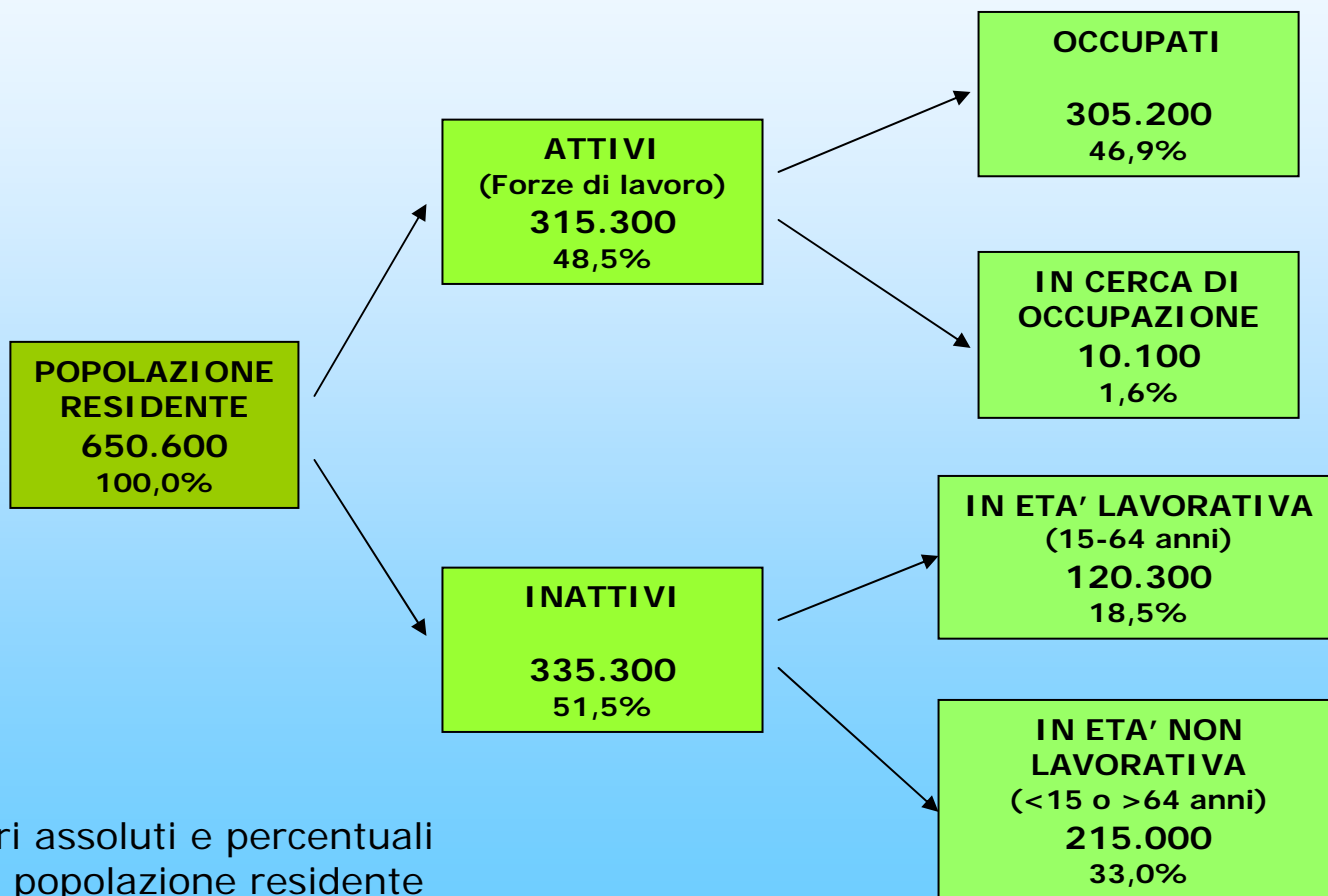 OCCUPATI
305.200
46,9%
ATTIVI
(Forze di lavoro)
315.300
48,5%
IN CERCA DI
OCCUPAZIONE
10.100
1,6%
POPOLAZIONE
RESIDENTE
650.600
100,0%
IN ETA’ LAVORATIVA
(15-64 anni)
120.300
18,5%
INATTIVI
335.300
51,5%
IN ETA’ NON
LAVORATIVA
(<15 o >64 anni)
215.000
33,0%
assoluti e percentuali
popolazione residente